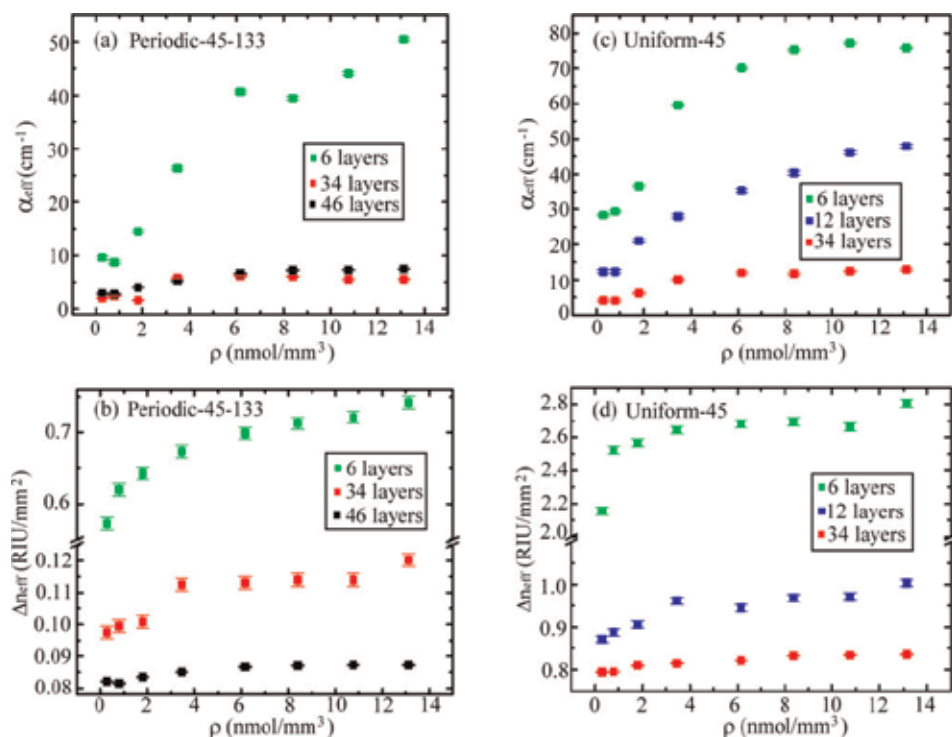 (a) Periodic-45-133
50
40
30
20
10
0
αeff (cm⁻¹)
6 layers
34 layers
46 layers
0 2 4 6 8 10 12 14
ρ (nmol/mm³)
(c) Uniform-45
80
70
60
50
40
30
20
10
0
αeff (cm⁻¹)
6 layers
12 layers
34 layers
0 2 4 6 8 10 12 14
ρ (nmol/mm³)
(b) Periodic-45-133
0.7
0.6
0.12
0.11
0.10
0.09
0.08
Δneff (RIU/mm²)
6 layers
34 layers
46 layers
0 2 4 6 8 10 12 14
ρ (nmol/mm³)
(d) Uniform-45
2.8
2.6
2.4
2.2
2.0
1.0
0.9
0.8
Δneff (RIU/mm²)
6 layers
12 layers
34 layers
0 2 4 6 8 10 12 14
ρ (nmol/mm³)